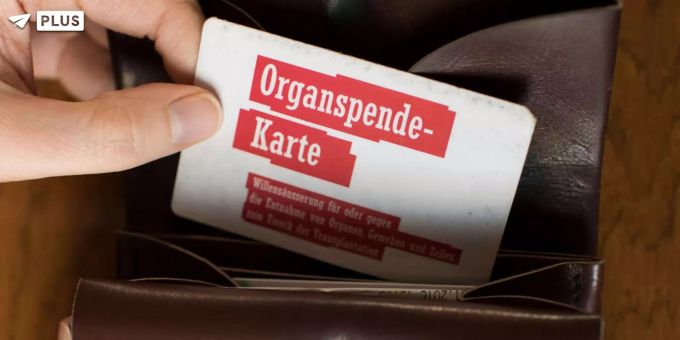 PLUS
Organspende-
Karte
Willensäusserung für oder gegen
die Entnahme von Organen, Geweben und Zellen
zum Zweck der Transplantation